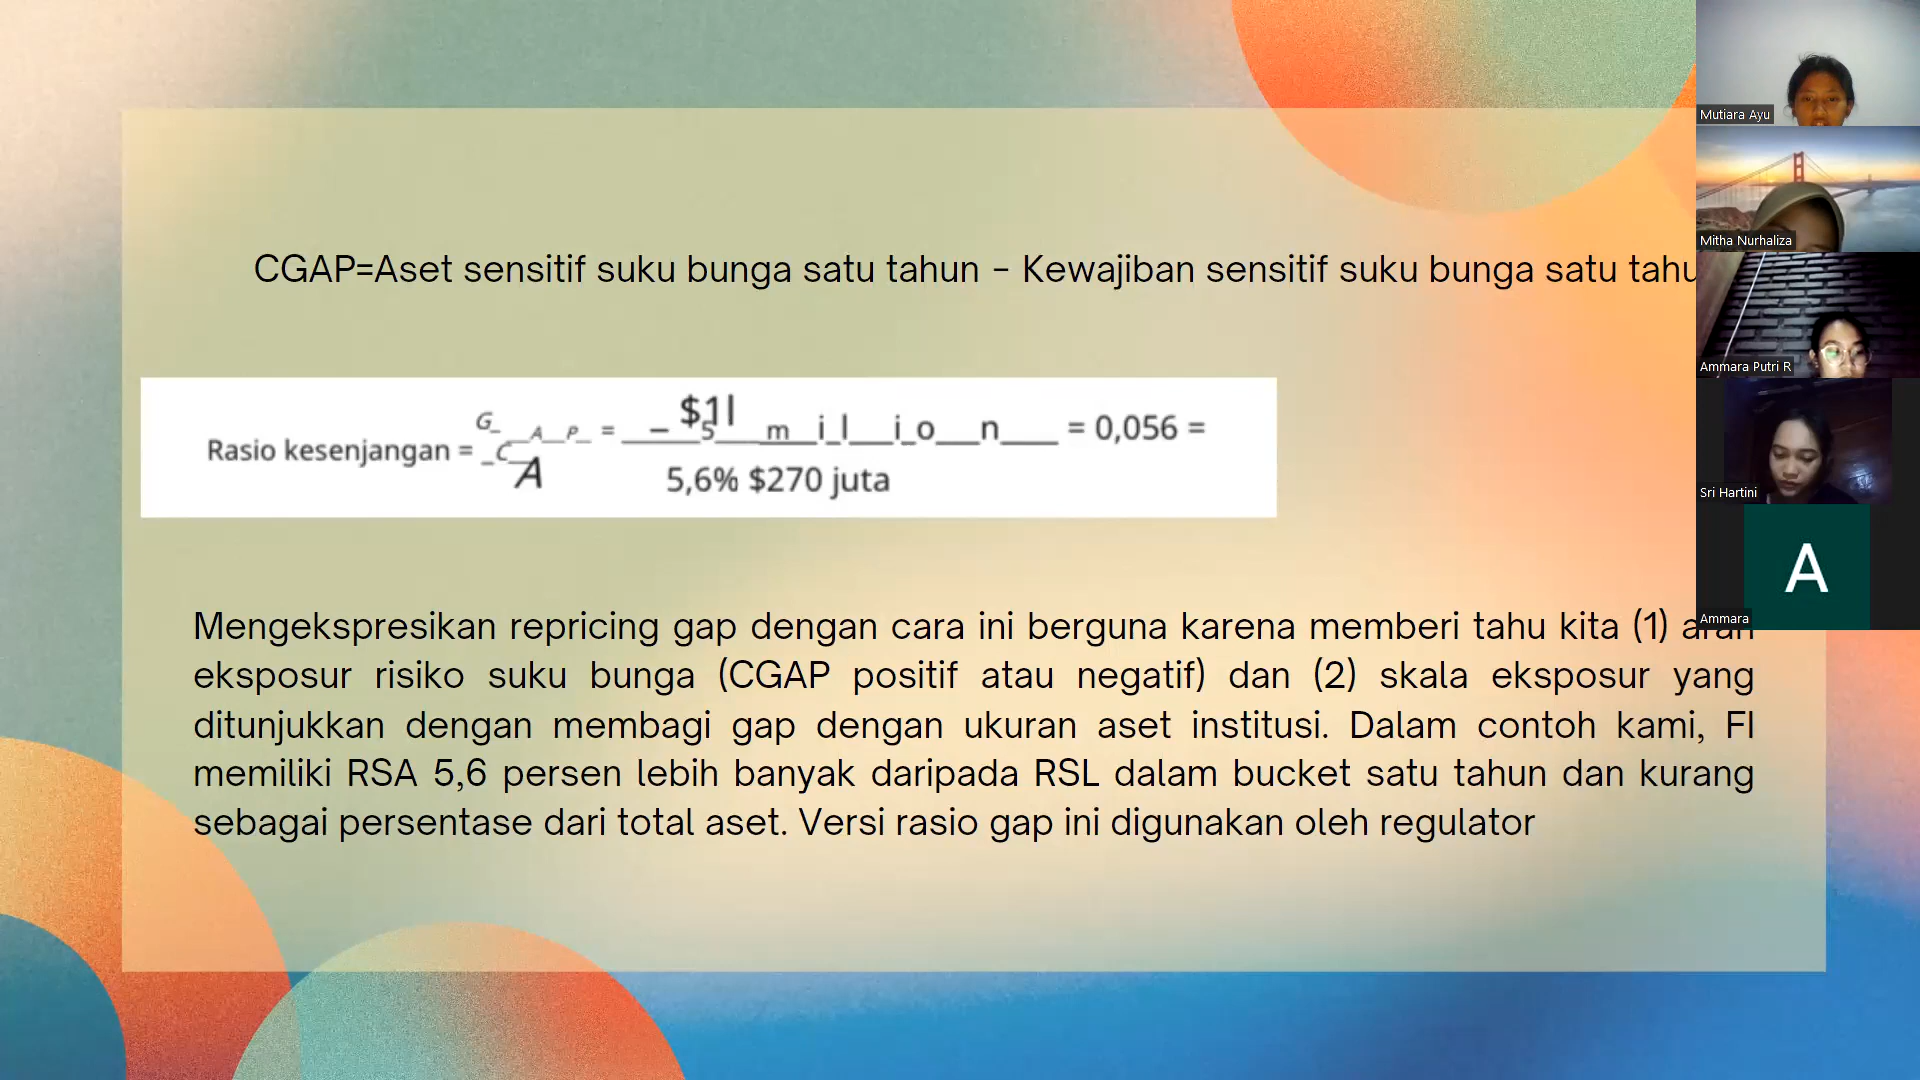 CGAP=Aset sensitif suku bunga satu tahun - Kewajiban sensitif suku bunga satu tahu
Rasio kesenjangan = G_ _C__A__P_ = _–_$1l5__m_i_l__i_o__n___ = 0,056 =
A 5,6% $270 juta
Mengekspresikan repricing gap dengan cara ini berguna karena memberi tahu kita (1) arah
eksposur risiko suku bunga (CGAP positif atau negatif) dan (2) skala eksposur yang
ditunjukkan dengan membagi gap dengan ukuran aset institusi. Dalam contoh kami, FI
memiliki RSA 5,6 persen lebih banyak daripada RSL dalam bucket satu tahun dan kurang
sebagai persentase dari total aset. Versi rasio gap ini digunakan oleh regulator
Mutiara Ayu
Mitha Nurhaliza
Ammara Putri R
Sri Hartini
A
Ammara